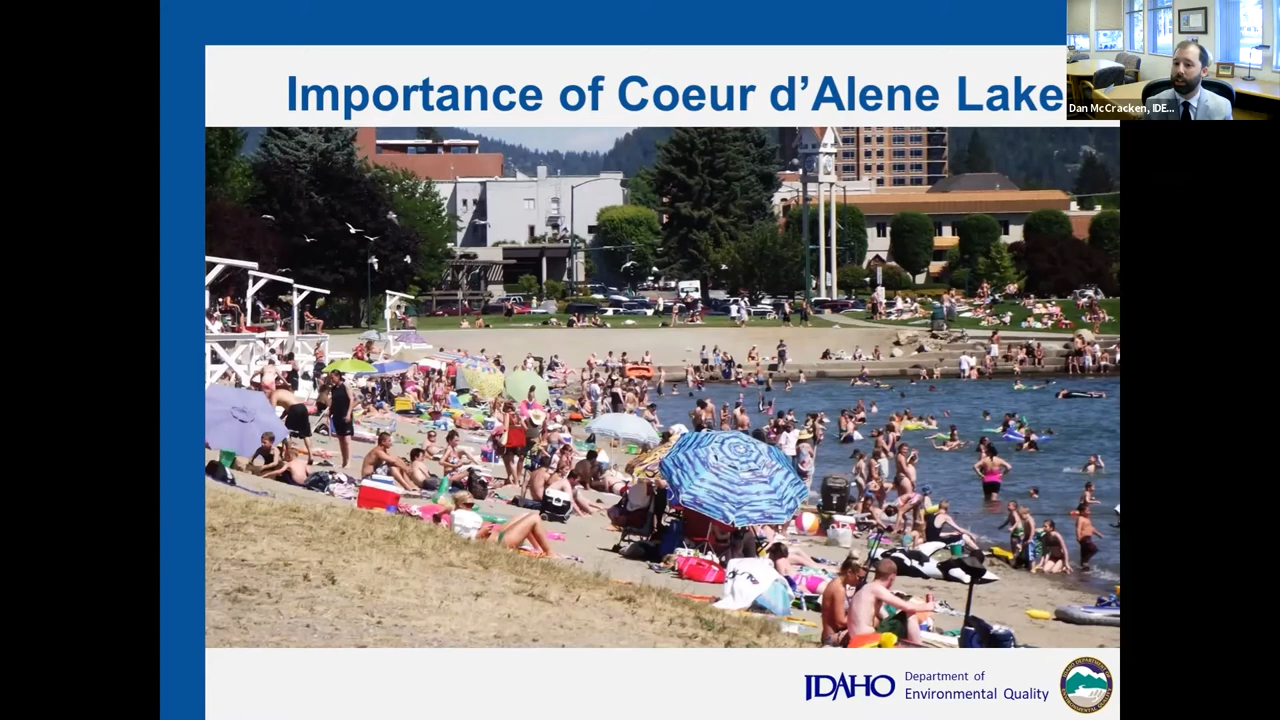 Importance of Coeur d'Alene Lake
Dan McCracken, IDE...
IDAHO
Department of
Environmental Quality